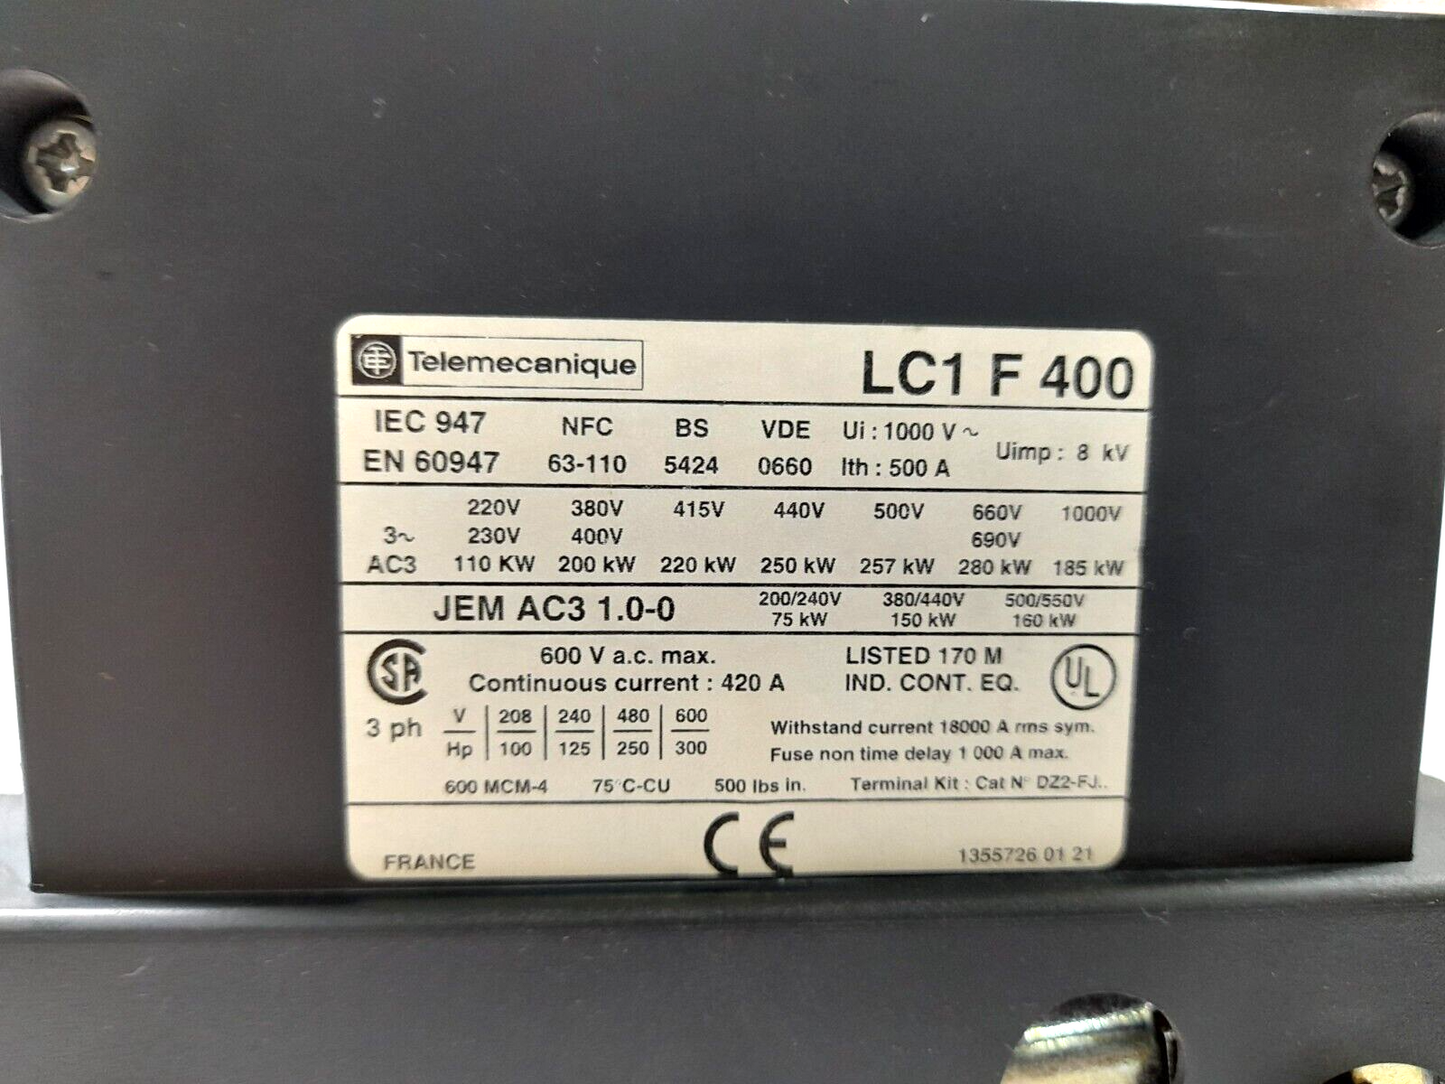 Telemecanique LC1 F 400
IEC 947 NFC BS VDE Ui : 1000 V ~ Uimp : 8 kV
EN 60947 63-110 5424 0660 Ith : 500 A
220V 380V 415V 440V 500V 660V 1000V
3~ 230V 400V 690V
AC3 110 KW 200 kW 220 kW 250 kW 257 kW 280 kW 185 kW
JEM AC3 1.0-0 200/240V 380/440V 500/550V
75 kW 150 kW 160 kW
SA 600 V a.c. max. LISTED 170 M UL
Continuous current : 420 A IND. CONT. EQ.
3 ph V 208 240 480 600 Withstand current 18000 A rms sym.
Hp 100 125 250 300 Fuse non time delay 1 000 A max.
600 MCM-4 75°C-CU 500 lbs in. Terminal Kit : Cat N° DZ2-FJ..
FRANCE CE 1355726 01 21